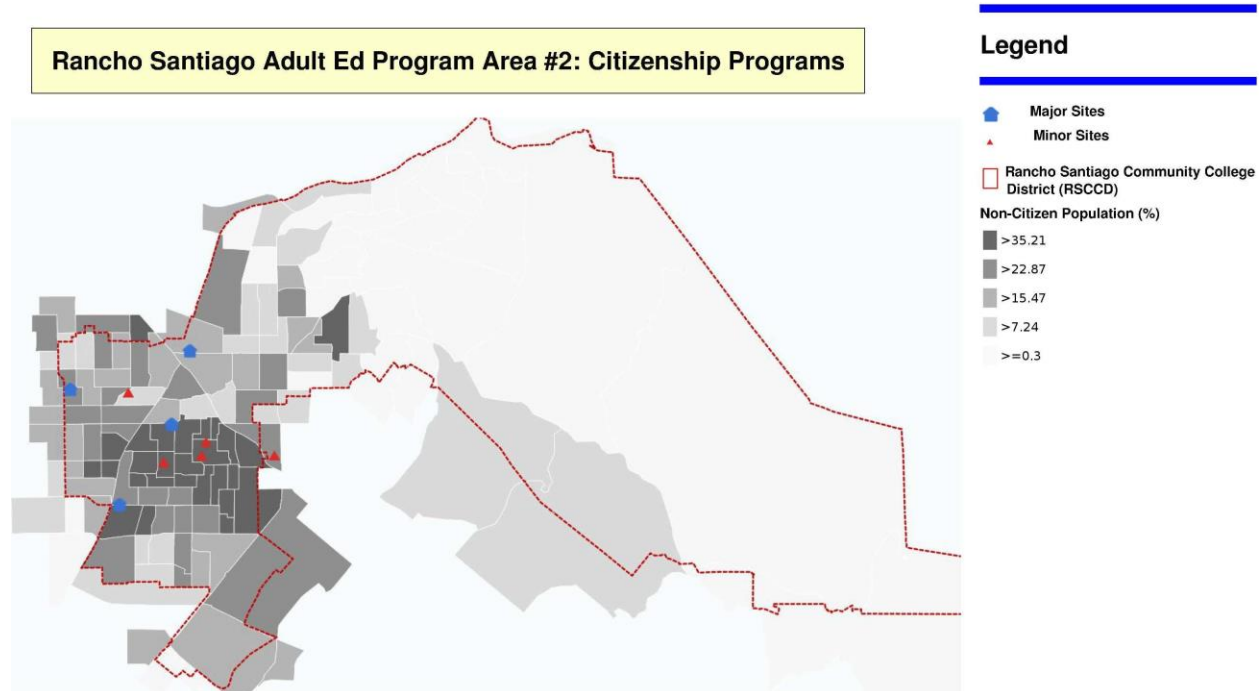 Rancho Santiago Adult Ed Program Area #2: Citizenship Programs
Legend
Major Sites
Minor Sites
Rancho Santiago Community College
District (RSCCD)
Non-Citizen Population (%)
>35.21
>22.87
>15.47
>7.24
>=0.3